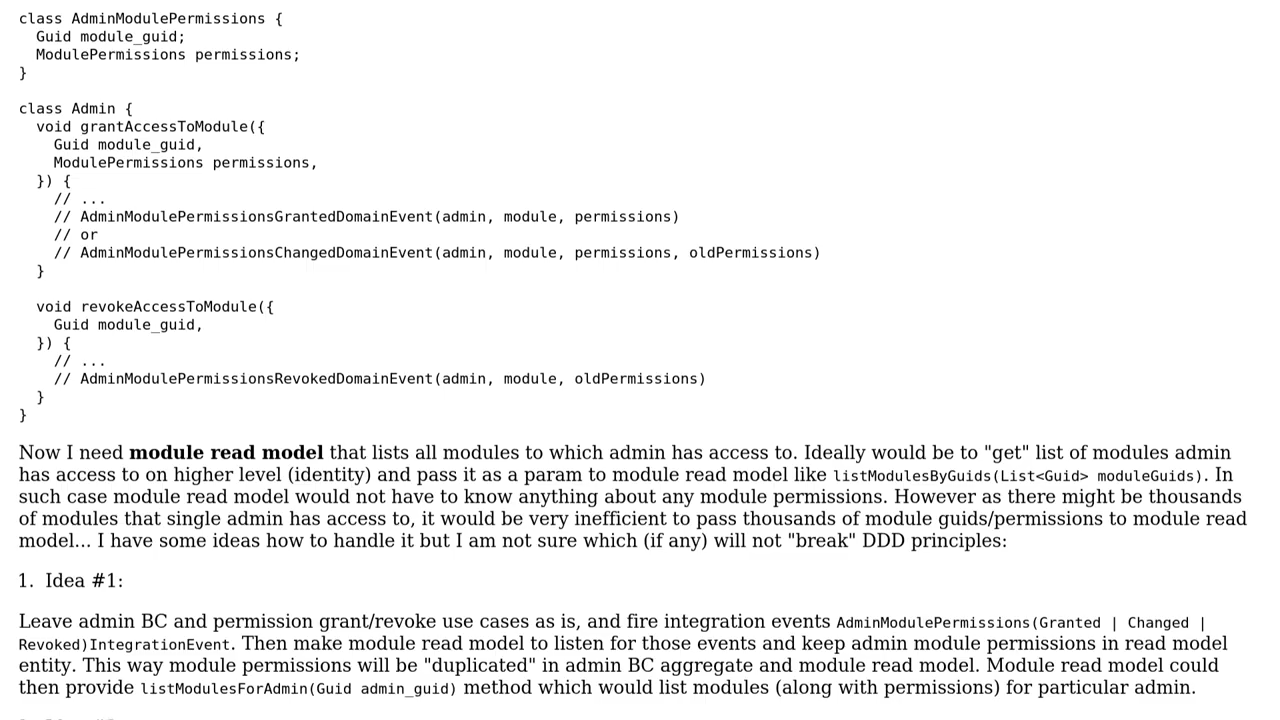 class AdminModulePermissions {
  Guid module_guid;
  ModulePermissions permissions;
}

class Admin {
  void grantAccessToModule({
    Guid module_guid,
    ModulePermissions permissions,
  }) {
    // ...
    // AdminModulePermissionsGrantedDomainEvent(admin, module, permissions)
    // or
    // AdminModulePermissionsChangedDomainEvent(admin, module, permissions, oldPermissions)
  }

  void revokeAccessToModule({
    Guid module_guid,
  }) {
    // ...
    // AdminModulePermissionsRevokedDomainEvent(admin, module, oldPermissions)
  }
}

Now I need module read model that lists all modules to which admin has access to. Ideally would be to "get" list of modules admin
has access to on higher level (identity) and pass it as a param to module read model like listModulesByGuids(List<Guid> moduleGuids). In
such case module read model would not have to know anything about any module permissions. However as there might be thousands
of modules that single admin has access to, it would be very inefficient to pass thousands of module guids/permissions to module read
model... I have some ideas how to handle it but I am not sure which (if any) will not "break" DDD principles:

1. Idea #1:

Leave admin BC and permission grant/revoke use cases as is, and fire integration events AdminModulePermissions(Granted | Changed |
Revoked)IntegrationEvent. Then make module read model to listen for those events and keep admin module permissions in read model
entity. This way module permissions will be "duplicated" in admin BC aggregate and module read model. Module read model could
then provide listModulesForAdmin(Guid admin_guid) method which would list modules (along with permissions) for particular admin.